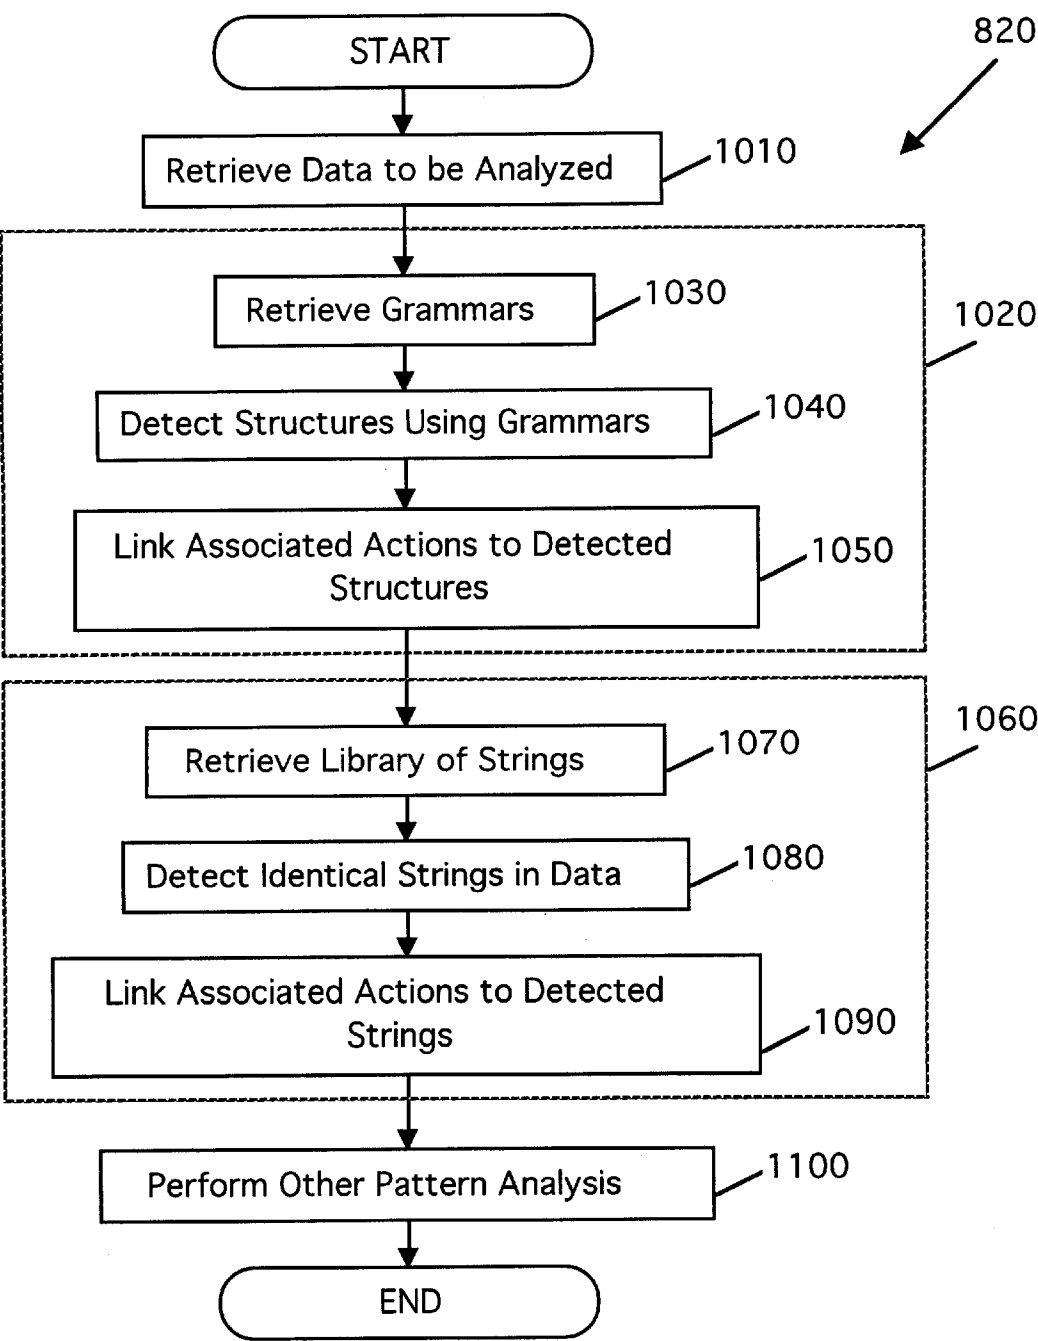 START
820
Retrieve Data to be Analyzed
1010
Retrieve Grammars
1030
1020
Detect Structures Using Grammars
1040
Link Associated Actions to Detected
Structures
1050
Retrieve Library of Strings
1070
1060
Detect Identical Strings in Data
1080
Link Associated Actions to Detected
Strings
1090
Perform Other Pattern Analysis
1100
END